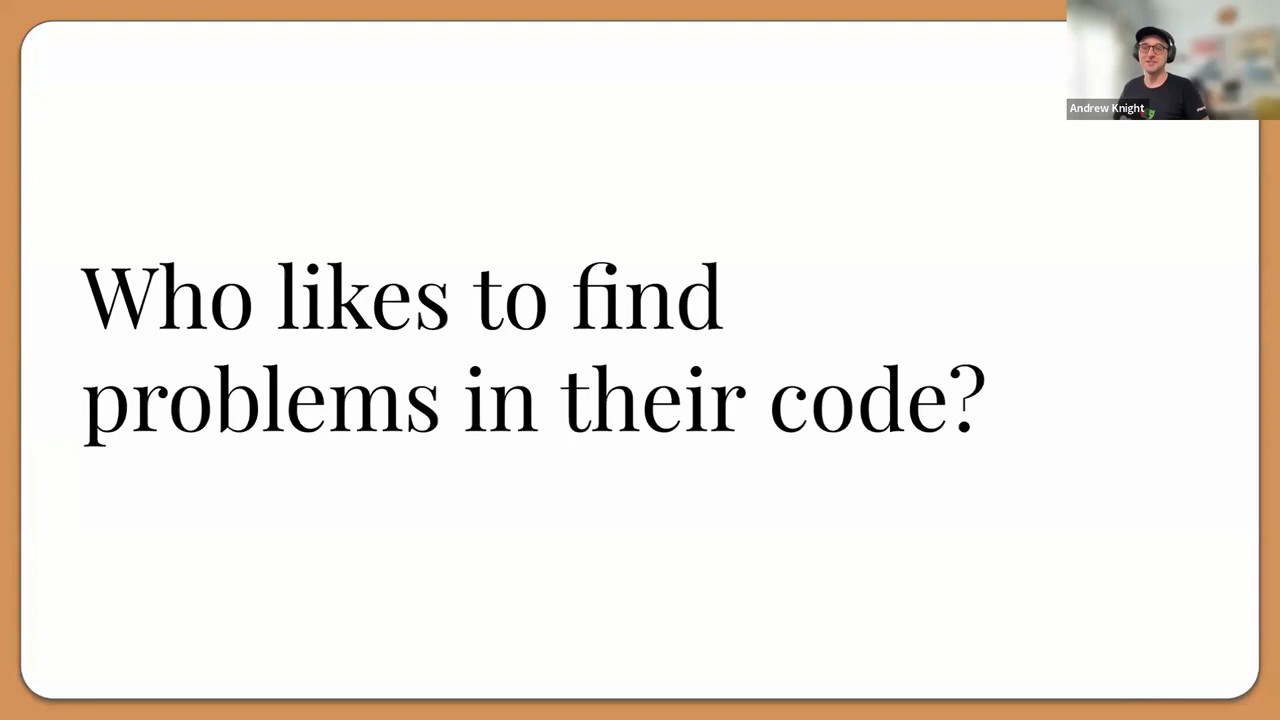 Andrew Knight
Who likes to find
problems in their code?